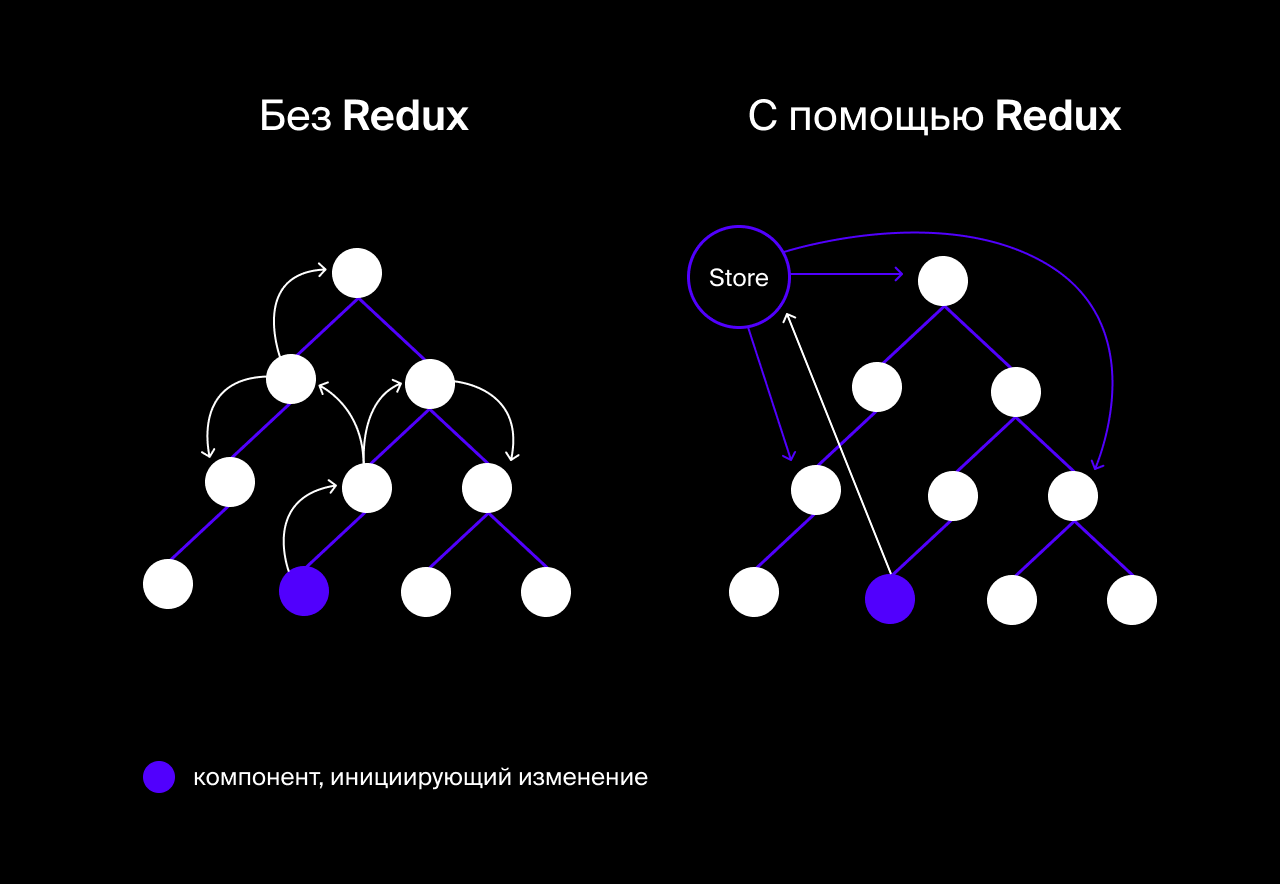 Без Redux
С помощью Redux
Store
компонент, инициирующий изменение